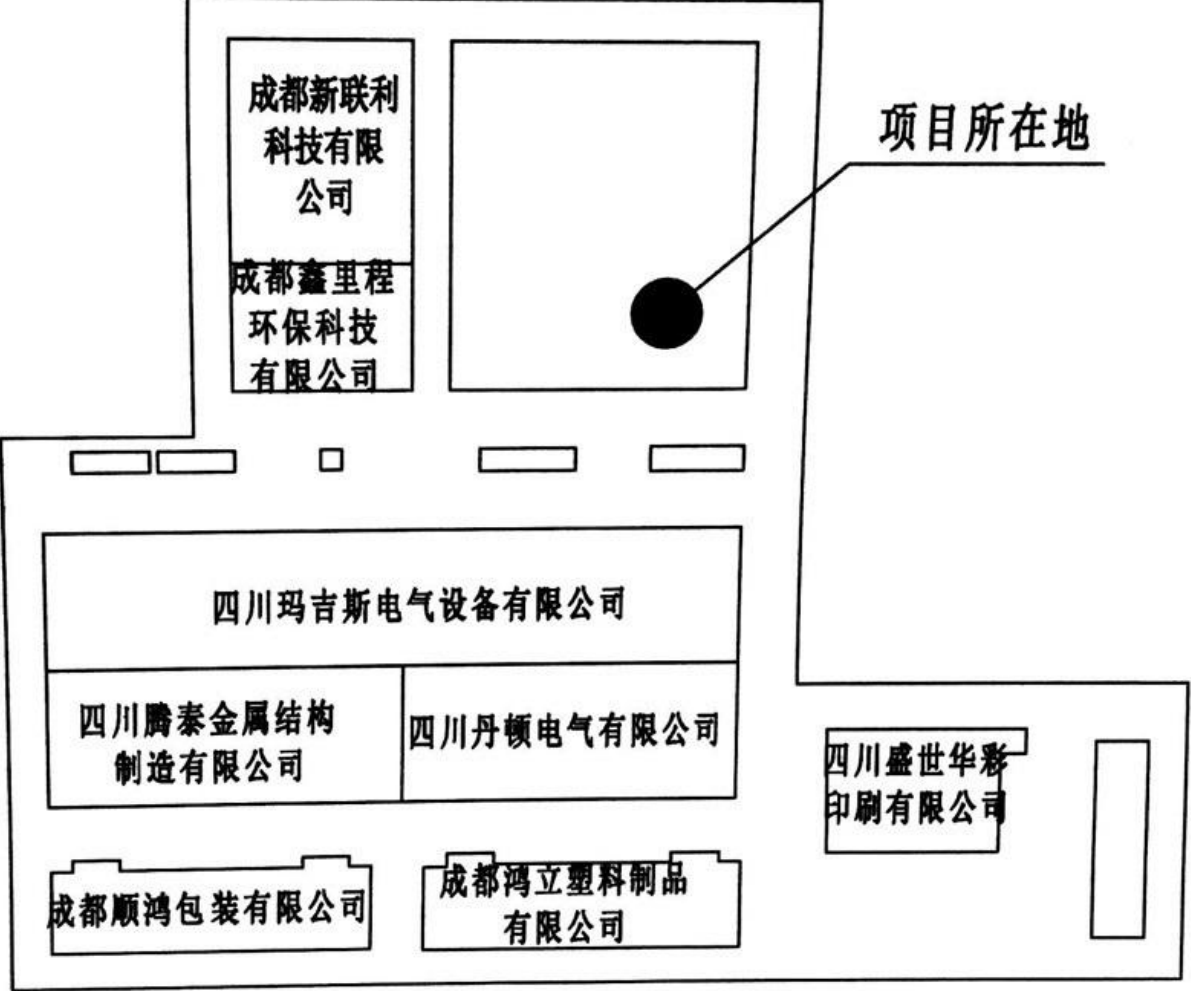 成都新联利
科技有限
公司
项目所在地
成都鑫里程
环保科技
有限公司
四川玛吉斯电气设备有限公司
四川腾泰金属结构
制造有限公司
四川丹顿电气有限公司
四川盛世华彩
印刷有限公司
成都顺鸿包装有限公司
成都鸿立塑料制品
有限公司